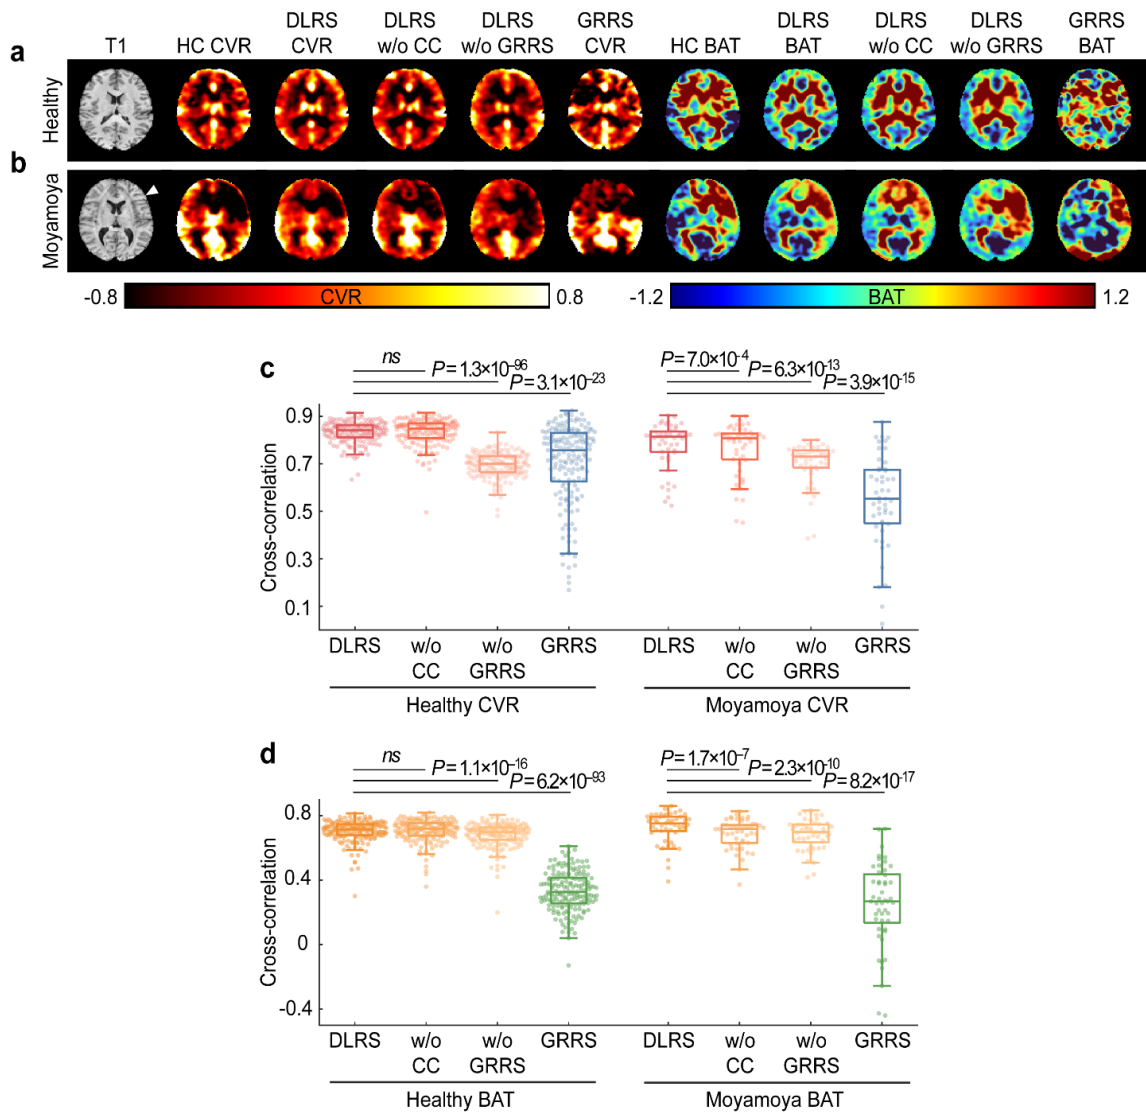 a
T1
HC CVR
DLRS
CVR
DLRS
w/o CC
DLRS
w/o GRRS
GRRS
CVR
HC BAT
DLRS
BAT
DLRS
w/o CC
DLRS
w/o GRRS
GRRS
BAT
Healthy
b
Moyamoya
-0.8 CVR 0.8
-1.2 BAT 1.2
c
ns
P=1.3×10–96
P=3.1×10–23
P=7.0×10-4
P=6.3×10-13
P=3.9×10-15
Cross-correlation
0.9
0.7
0.5
0.3
0.1
DLRS
w/o
CC
w/o
GRRS
GRRS
DLRS
w/o
CC
w/o
GRRS
GRRS
Healthy CVR
Moyamoya CVR
d
ns
P=1.1×10–16
P=6.2×10–93
P=1.7×10-7
P=2.3×10-10
P=8.2×10-17
Cross-correlation
0.8
0.4
0
-0.4
DLRS
w/o
CC
w/o
GRRS
GRRS
DLRS
w/o
CC
w/o
GRRS
GRRS
Healthy BAT
Moyamoya BAT